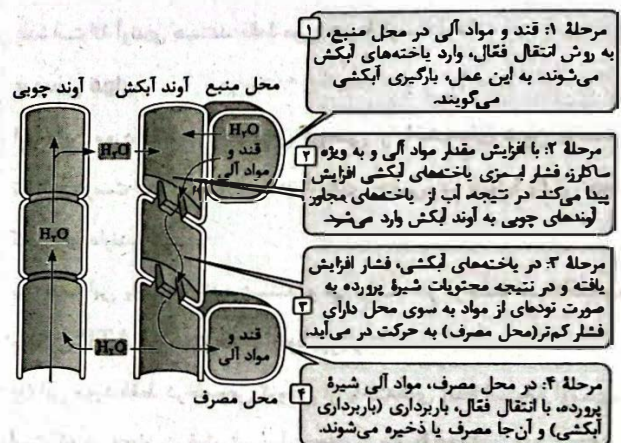 ۱ مرحلهٔ ۱: قند و مواد آلی در محل منبع،
به روش انتقال فعّال، وارد یاخته‌های آبکش
می‌شوند. به این عمل، بارگیری آبکشی
می‌گویند.
آوند چوبی آوند آبکش محل منبع
H₂O
H₂O
قند و
مواد آلی
۲ مرحلهٔ ۲: با افزایش مقدار مواد آلی و به ویژه
ساکارز، فشار اسمزی یاخته‌های آبکشی افزایش
پیدا می‌کند. در نتیجه، آب از یاخته‌های مجاور
آوندهای چوبی به آوند آبکش وارد می‌شود.
H₂O
۳ مرحلهٔ ۳: در یاخته‌های آبکشی، فشار افزایش
یافته و در نتیجه محتویات شیرهٔ پرورده به
صورت توده‌ای از مواد به سوی محل دارای
فشار کم‌تر(محل مصرف) به حرکت در می‌آید.
H₂O
قند و
مواد آلی
محل مصرف
۴ مرحلهٔ ۴: در محل مصرف، مواد آلی شیرهٔ
پرورده، با انتقال فعّال، باربرداری (باربرداری
آبکشی) و آن‌جا مصرف یا ذخیره می‌شوند.